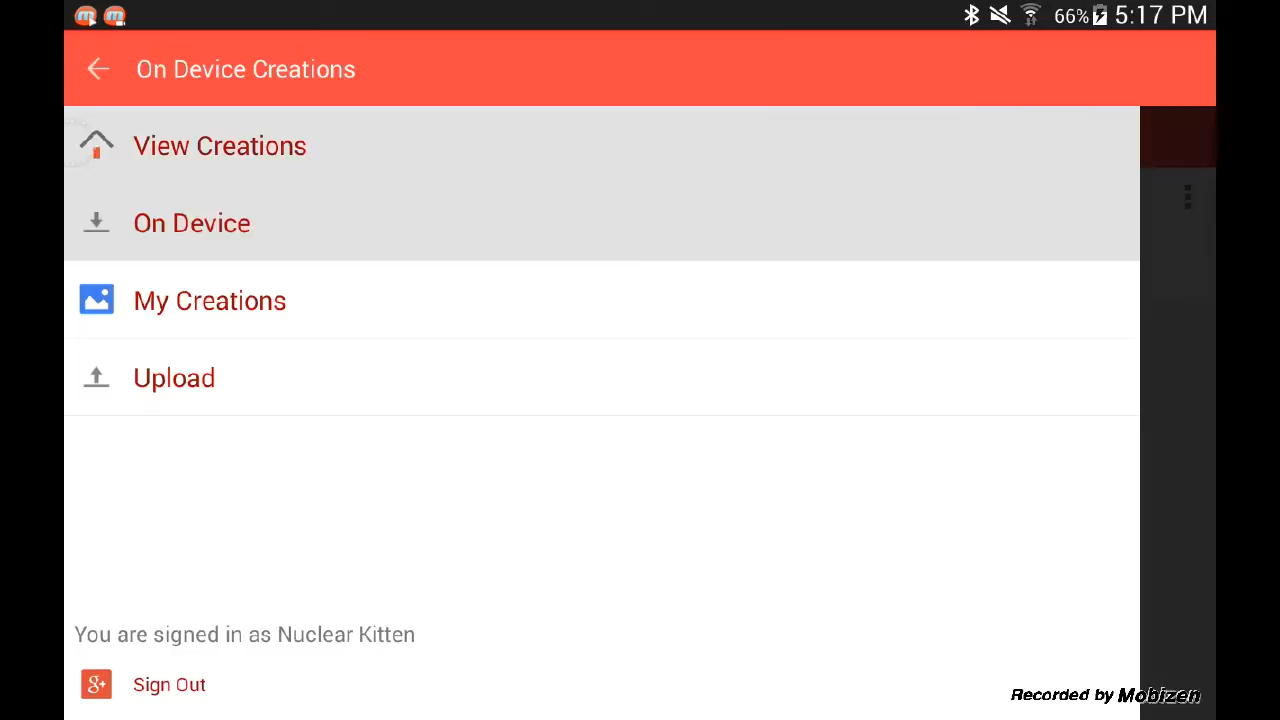 66% 5:17 PM
On Device Creations
View Creations
On Device
My Creations
Upload
You are signed in as Nuclear Kitten
g+ Sign Out
Recorded by Mobizen